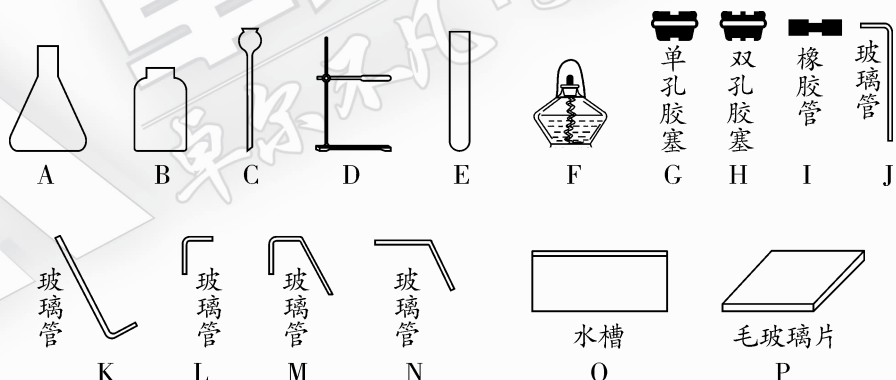 单孔胶塞
双孔胶塞
橡胶管
玻璃管
A B C D E F G H I J
玻璃管
玻璃管
玻璃管
玻璃管
水槽
毛玻璃片
K L M N O P